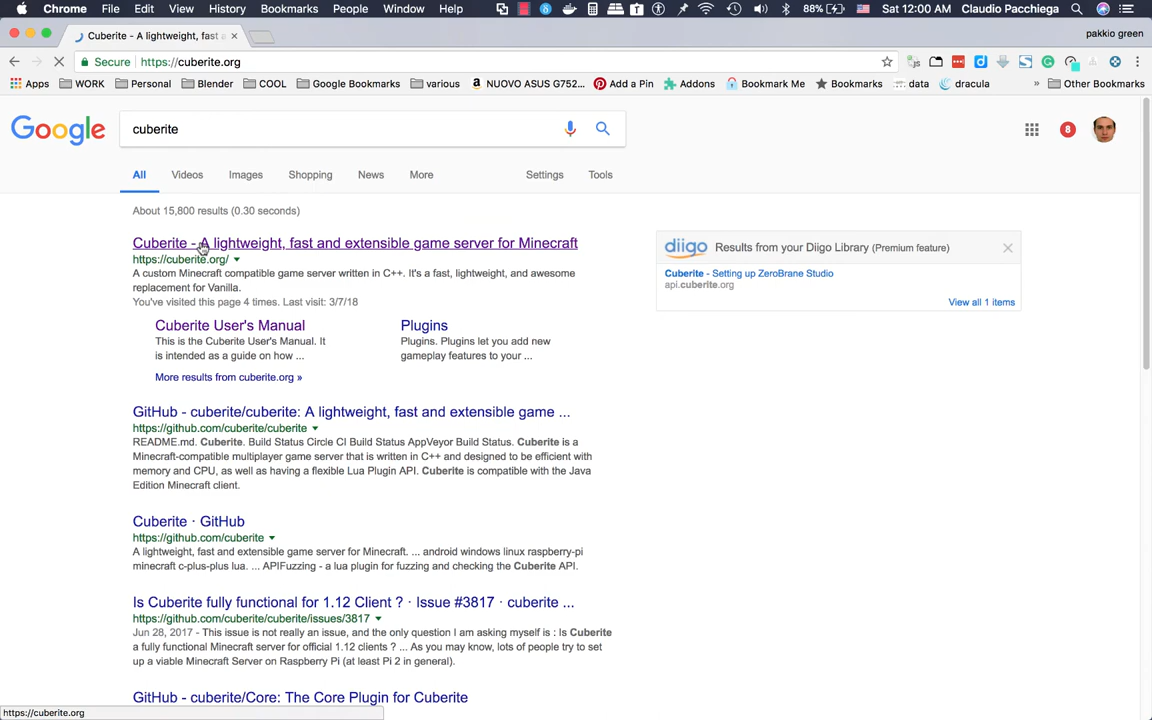 Chrome File Edit View History Bookmarks People Window Help 88% Sat 12:00 AM Claudio Pacchiega
Cuberite - A lightweight, fast a
pakkio green
Secure https://cuberite.org
Apps WORK Personal Blender COOL Google Bookmarks various NUOVO ASUS G752... Add a Pin Addons Bookmark Me Bookmarks data dracula » Other Bookmarks
Google cuberite 8
All Videos Images Shopping News More Settings Tools
About 15,800 results (0.30 seconds)
Cuberite - A lightweight, fast and extensible game server for Minecraft
https://cuberite.org/
A custom Minecraft compatible game server written in C++. It's a fast, lightweight, and awesome
replacement for Vanilla.
You've visited this page 4 times. Last visit: 3/7/18
Cuberite User's Manual
This is the Cuberite User's Manual. It
is intended as a guide on how ...
Plugins
Plugins. Plugins let you add new
gameplay features to your ...
More results from cuberite.org »
GitHub - cuberite/cuberite: A lightweight, fast and extensible game ...
https://github.com/cuberite/cuberite
README.md. Cuberite. Build Status Circle CI Build Status AppVeyor Build Status. Cuberite is a
Minecraft-compatible multiplayer game server that is written in C++ and designed to be efficient with
memory and CPU, as well as having a flexible Lua Plugin API. Cuberite is compatible with the Java
Edition Minecraft client.
Cuberite · GitHub
https://github.com/cuberite
A lightweight, fast and extensible game server for Minecraft. ... android windows linux raspberry-pi
minecraft c-plus-plus lua. ... APIFuzzing - a lua plugin for fuzzing and checking the Cuberite API.
Is Cuberite fully functional for 1.12 Client ? · Issue #3817 · cuberite ...
https://github.com/cuberite/cuberite/issues/3817
Jun 28, 2017 - This issue is not really an issue, and the only question I am asking myself is : Is Cuberite
a fully functional Minecraft server for official 1.12 clients ? ... As you may know, lots of people try to set
up a viable Minecraft Server on Raspberry Pi (at least Pi 2 in general).
GitHub - cuberite/Core: The Core Plugin for Cuberite
diigo Results from your Diigo Library (Premium feature)
Cuberite - Setting up ZeroBrane Studio
api.cuberite.org
View all 1 items
https://cuberite.org